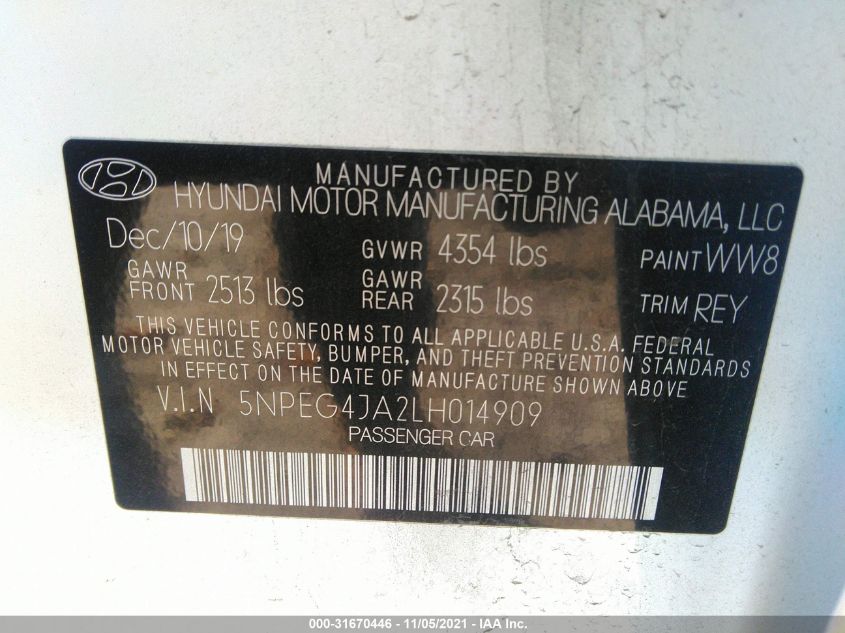 MANUFACTURED BY
HYUNDAI MOTOR MANUFACTURING ALABAMA, LLC
Dec/10/19 GVWR 4354 lbs PAINT WW8
GAWR FRONT 2513 lbs GAWR REAR 2315 lbs TRIM REY
THIS VEHICLE CONFORMS TO ALL APPLICABLE U.S.A. FEDERAL
MOTOR VEHICLE SAFETY, BUMPER, AND THEFT PREVENTION STANDARDS
IN EFFECT ON THE DATE OF MANUFACTURE SHOWN ABOVE
V.I.N 5NPEG4JA2LH014909
PASSENGER CAR
000-31670446 - 11/05/2021 - IAA Inc.